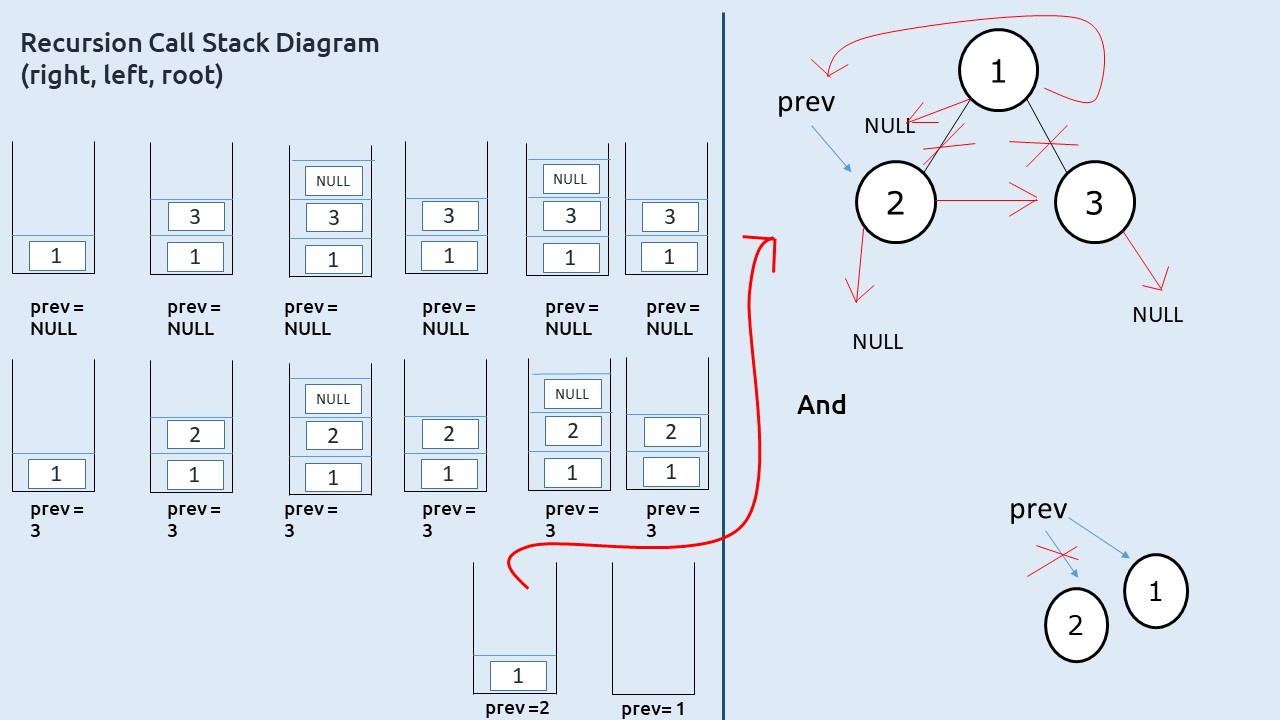 Recursion Call Stack Diagram
(right, left, root)
1
3
1
NULL
3
1
3
1
NULL
3
1
3
1
prev =
NULL
prev =
NULL
prev =
NULL
prev =
NULL
prev =
NULL
prev =
NULL
1
2
1
NULL
2
1
2
1
NULL
2
1
2
1
prev =
3
prev =
3
prev =
3
prev =
3
prev =
3
prev =
3
1
prev =2
prev= 1
1
prev
NULL
2
3
NULL
NULL
And
prev
1
2